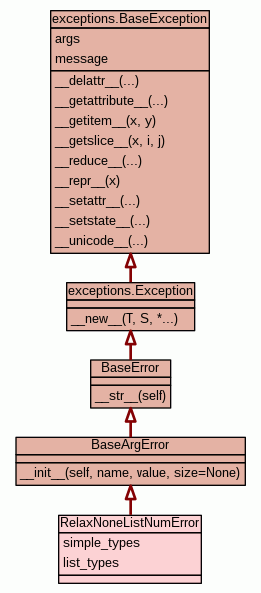 exceptions.BaseException
args
message
__delattr__(...)
__getattribute__(...)
__getitem__(x, y)
__getslice__(x, i, j)
__reduce__(...)
__repr__(x)
__setattr__(...)
__setstate__(...)
__unicode__(...)
exceptions.Exception
__new__(T, S, *...)
BaseError
__str__(self)
BaseArgError
__init__(self, name, value, size=None)
RelaxNoneListNumError
simple_types
list_types